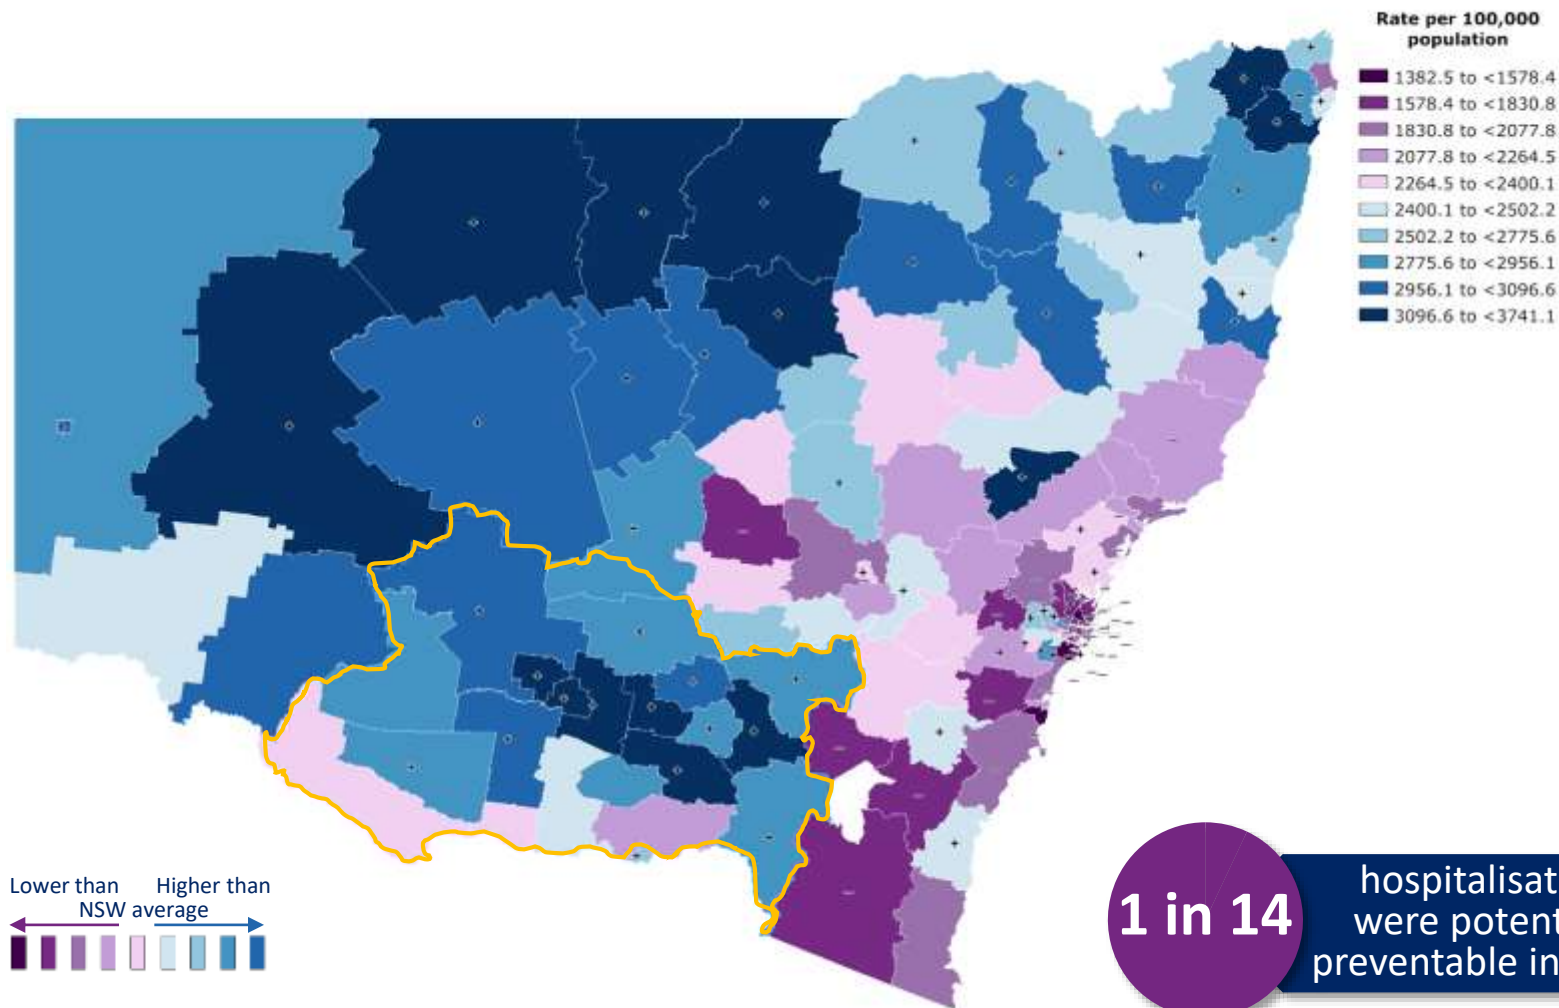 Rate per 100,000
population
1382.5 to <1578.4
1578.4 to <1830.8
1830.8 to <2077.8
2077.8 to <2264.5
2264.5 to <2400.1
2400.1 to <2502.2
2502.2 to <2775.6
2775.6 to <2956.1
2956.1 to <3096.6
3096.6 to <3741.1
Lower than Higher than
NSW average
1 in 14
hospitalisat
were potent
preventable in